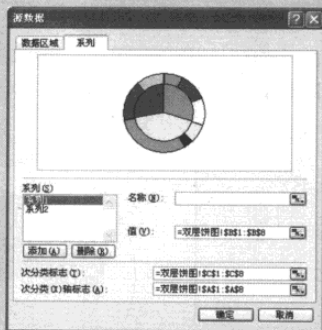 源数据
数据区域 系列
系列(S)
系列1
系列2
名称(N):
值(V): =双层饼图!$B$1:$B$8
添加(A) 删除(R)
次分类标志(T): =双层饼图!$C$1:$C$8
次分类(X)轴标志(A): =双层饼图!$A$1:$A$8
确定 取消